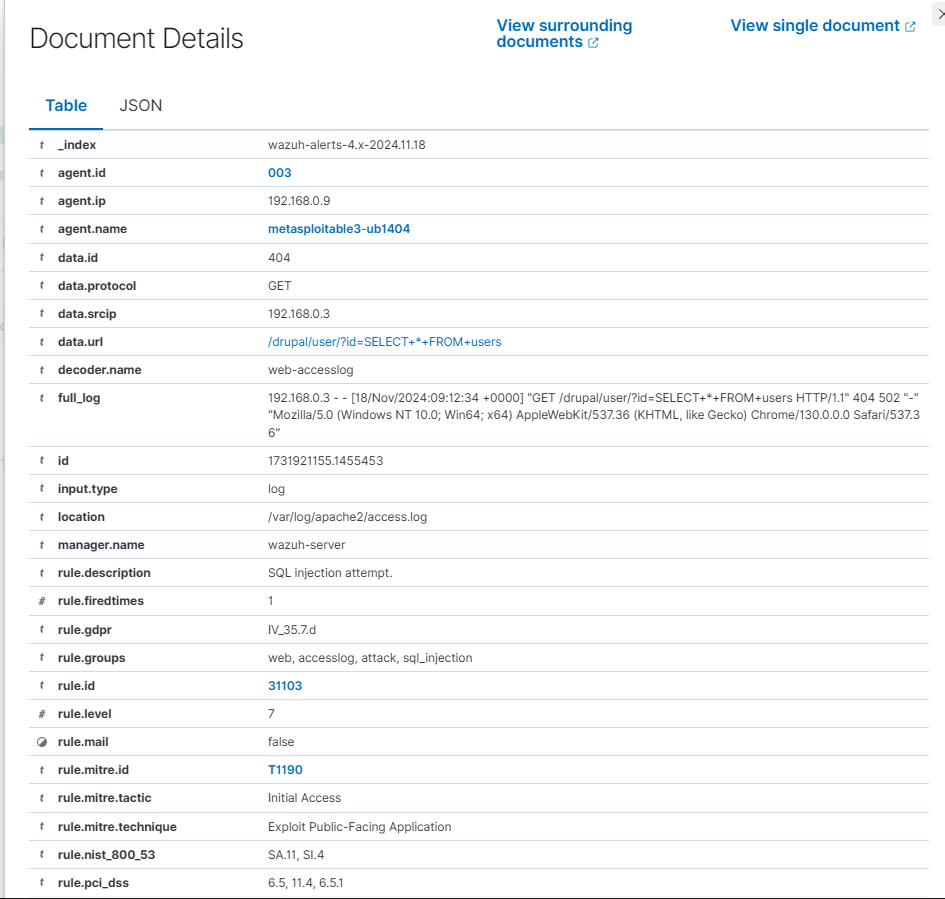 Document Details
View surrounding
documents
View single document
Table JSON
t _index wazuh-alerts-4.x-2024.11.18
t agent.id 003
t agent.ip 192.168.0.9
t agent.name metasploitable3-ub1404
t data.id 404
t data.protocol GET
t data.srcip 192.168.0.3
t data.url /drupal/user/?id=SELECT+*+FROM+users
t decoder.name web-accesslog
t full_log 192.168.0.3 - - [18/Nov/2024:09:12:34 +0000] "GET /drupal/user/?id=SELECT+*+FROM+users HTTP/1.1" 404 502 "-"
"Mozilla/5.0 (Windows NT 10.0; Win64; x64) AppleWebKit/537.36 (KHTML, like Gecko) Chrome/130.0.0.0 Safari/537.3
6"
t id 1731921155.1455453
t input.type log
t location /var/log/apache2/access.log
t manager.name wazuh-server
t rule.description SQL injection attempt.
# rule.firedtimes 1
t rule.gdpr IV_35.7.d
t rule.groups web, accesslog, attack, sql_injection
t rule.id 31103
# rule.level 7
rule.mail false
t rule.mitre.id T1190
t rule.mitre.tactic Initial Access
t rule.mitre.technique Exploit Public-Facing Application
t rule.nist_800_53 SA.11, SI.4
t rule.pci_dss 6.5, 11.4, 6.5.1